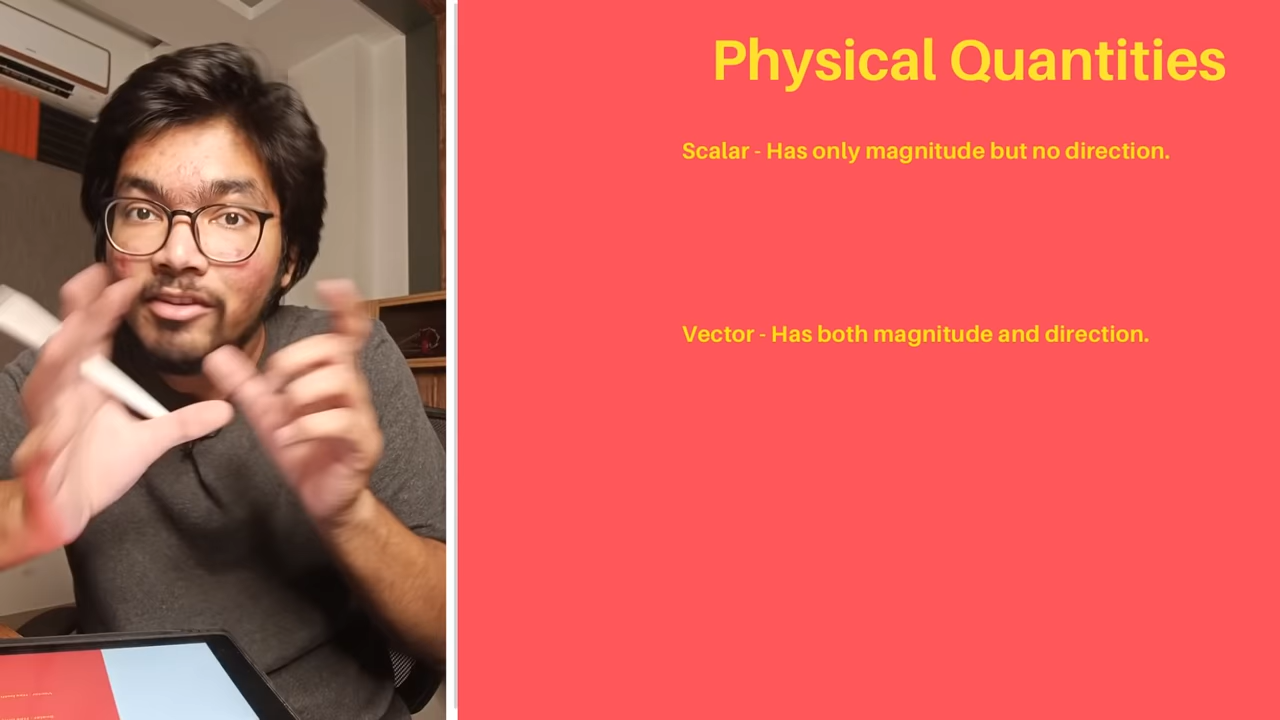 Physical Quantities
Scalar - Has only magnitude but no direction.
Vector - Has both magnitude and direction.